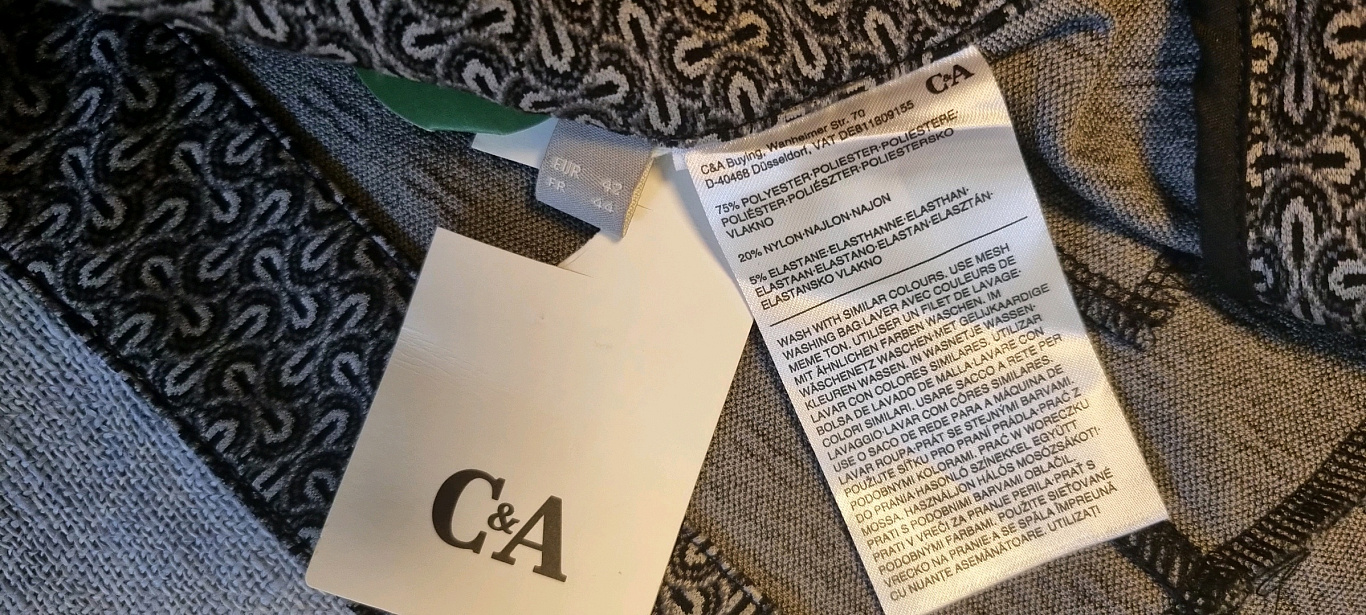 C&A
C&A Buying, Wanheimer Str. 70
D-40468 Düsseldorf, VAT DE811809155
75% POLYESTER·POLIESTER·POLIESTERE·
POLIÉSTER·POLIÉSZTER·POLIESTERSKO
VLAKNO
20% NYLON·NAJLON·NAJON
5% ELASTANE·ELASTHANNE·ELASTHAN·
ELASTAAN·ELASTANO·ELASTAN·ELASZTÁN·
ELASTANSKO VLAKNO
WASH WITH SIMILAR COLOURS. USE MESH
WASHING BAG·LAVER AVEC COULEURS DE
MEME TON. UTILISER UN FILET DE LAVAGE·
MIT ÄHNLICHEN FARBEN WASCHEN. IM
WÄSCHENETZ WASCHEN·WASSEN MET GELIJKAARDIGE
KLEUREN WASSEN. IN WASNETJE WASSEN·
LAVAR CON COLORES SIMILARES. UTILIZAR
BOLSA DE LAVADO DE MALLA·LAVARE CON
COLORI SIMILARI. USARE SACCO A RETE PER
LAVAGGIO·LAVAR COM CÔRES SIMILARES.
USE O SACO DE REDE PARA A MÁQUINA DE
LAVAR ROUPA·PRÁT SE STEJNÝMI BARVAMI.
POUŽIJTE SÍŤKU PRO PRANÍ PRÁDLA·PRAĆ Z
PODOBNYMI KOLORAMI. PRAĆ W WORECZKU
DO PRANIA·HASONLÓ SZÍNEKKEL EGYÜTT
MOSSA. HASZNÁLJON HÁLÓS MOSÓZSÁKOT!·
PRATI S PODOBNIMI BARVAMI OBLAČIL.
PRATI V VREČI ZA PRANJE PERILA·PRAŤ S
PODOBNÝMI FARBAMI. POUŽITE SIEŤOVANÉ
VRECKO NA PRANIE·A SE SPĂLA ÎMPREUNĂ
CU NUANȚE ASEMĂNĂTOARE. UTILIZAȚI
EUR 42
FR 44
C&A